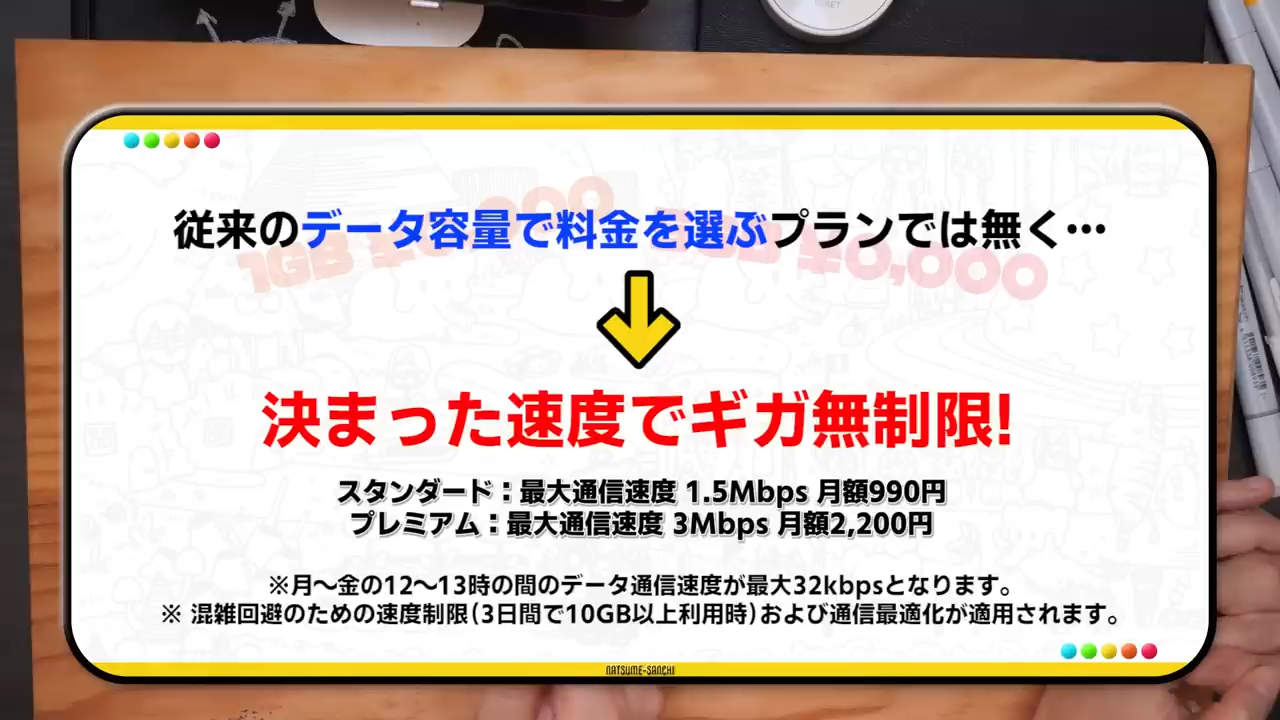 従来のデータ容量で料金を選ぶプランでは無く…
決まった速度でギガ無制限!
スタンダード：最大通信速度 1.5Mbps 月額990円
プレミアム：最大通信速度 3Mbps 月額2,200円
※月～金の12～13時の間のデータ通信速度が最大32kbpsとなります。
※ 混雑回避のための速度制限(3日間で10GB以上利用時)および通信最適化が適用されます。
NATSUME-SANCHI